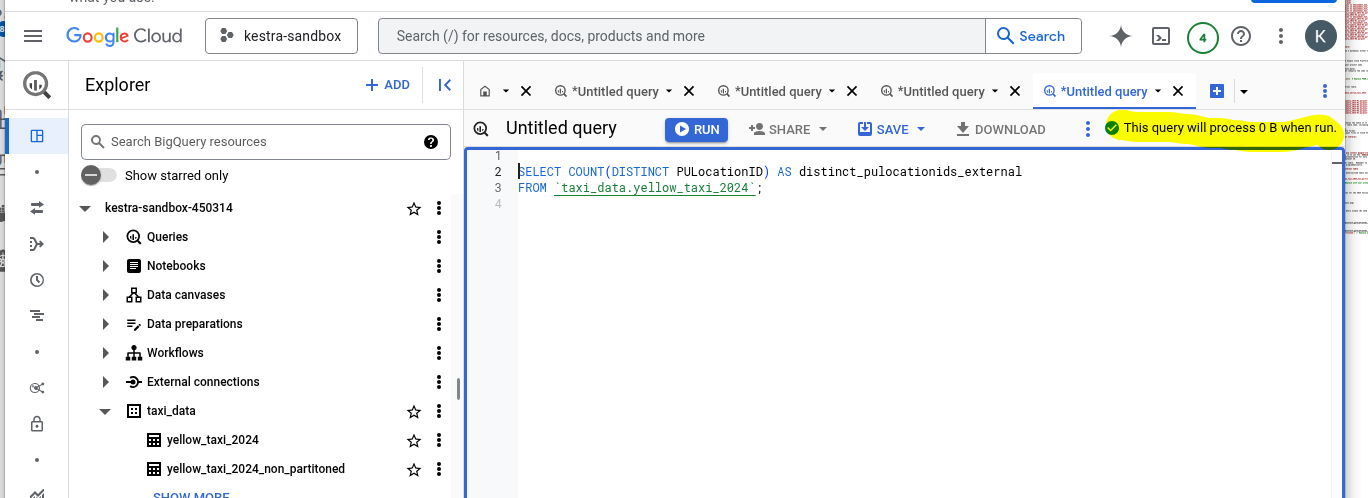 what you use.
Google Cloud
kestra-sandbox
Search (/) for resources, docs, products and more
Search
4
K
Explorer
+ ADD
*Untitled query
*Untitled query
*Untitled query
*Untitled query
Search BigQuery resources
Untitled query
RUN
SHARE
SAVE
DOWNLOAD
This query will process 0 B when run.
Show starred only
1
2 SELECT COUNT(DISTINCT PULocationID) AS distinct_pulocationids_external
3 FROM `taxi_data.yellow_taxi_2024`;
4
kestra-sandbox-450314
Queries
Notebooks
Data canvases
Data preparations
Workflows
External connections
taxi_data
yellow_taxi_2024
yellow_taxi_2024_non_partitoned
SHOW MORE